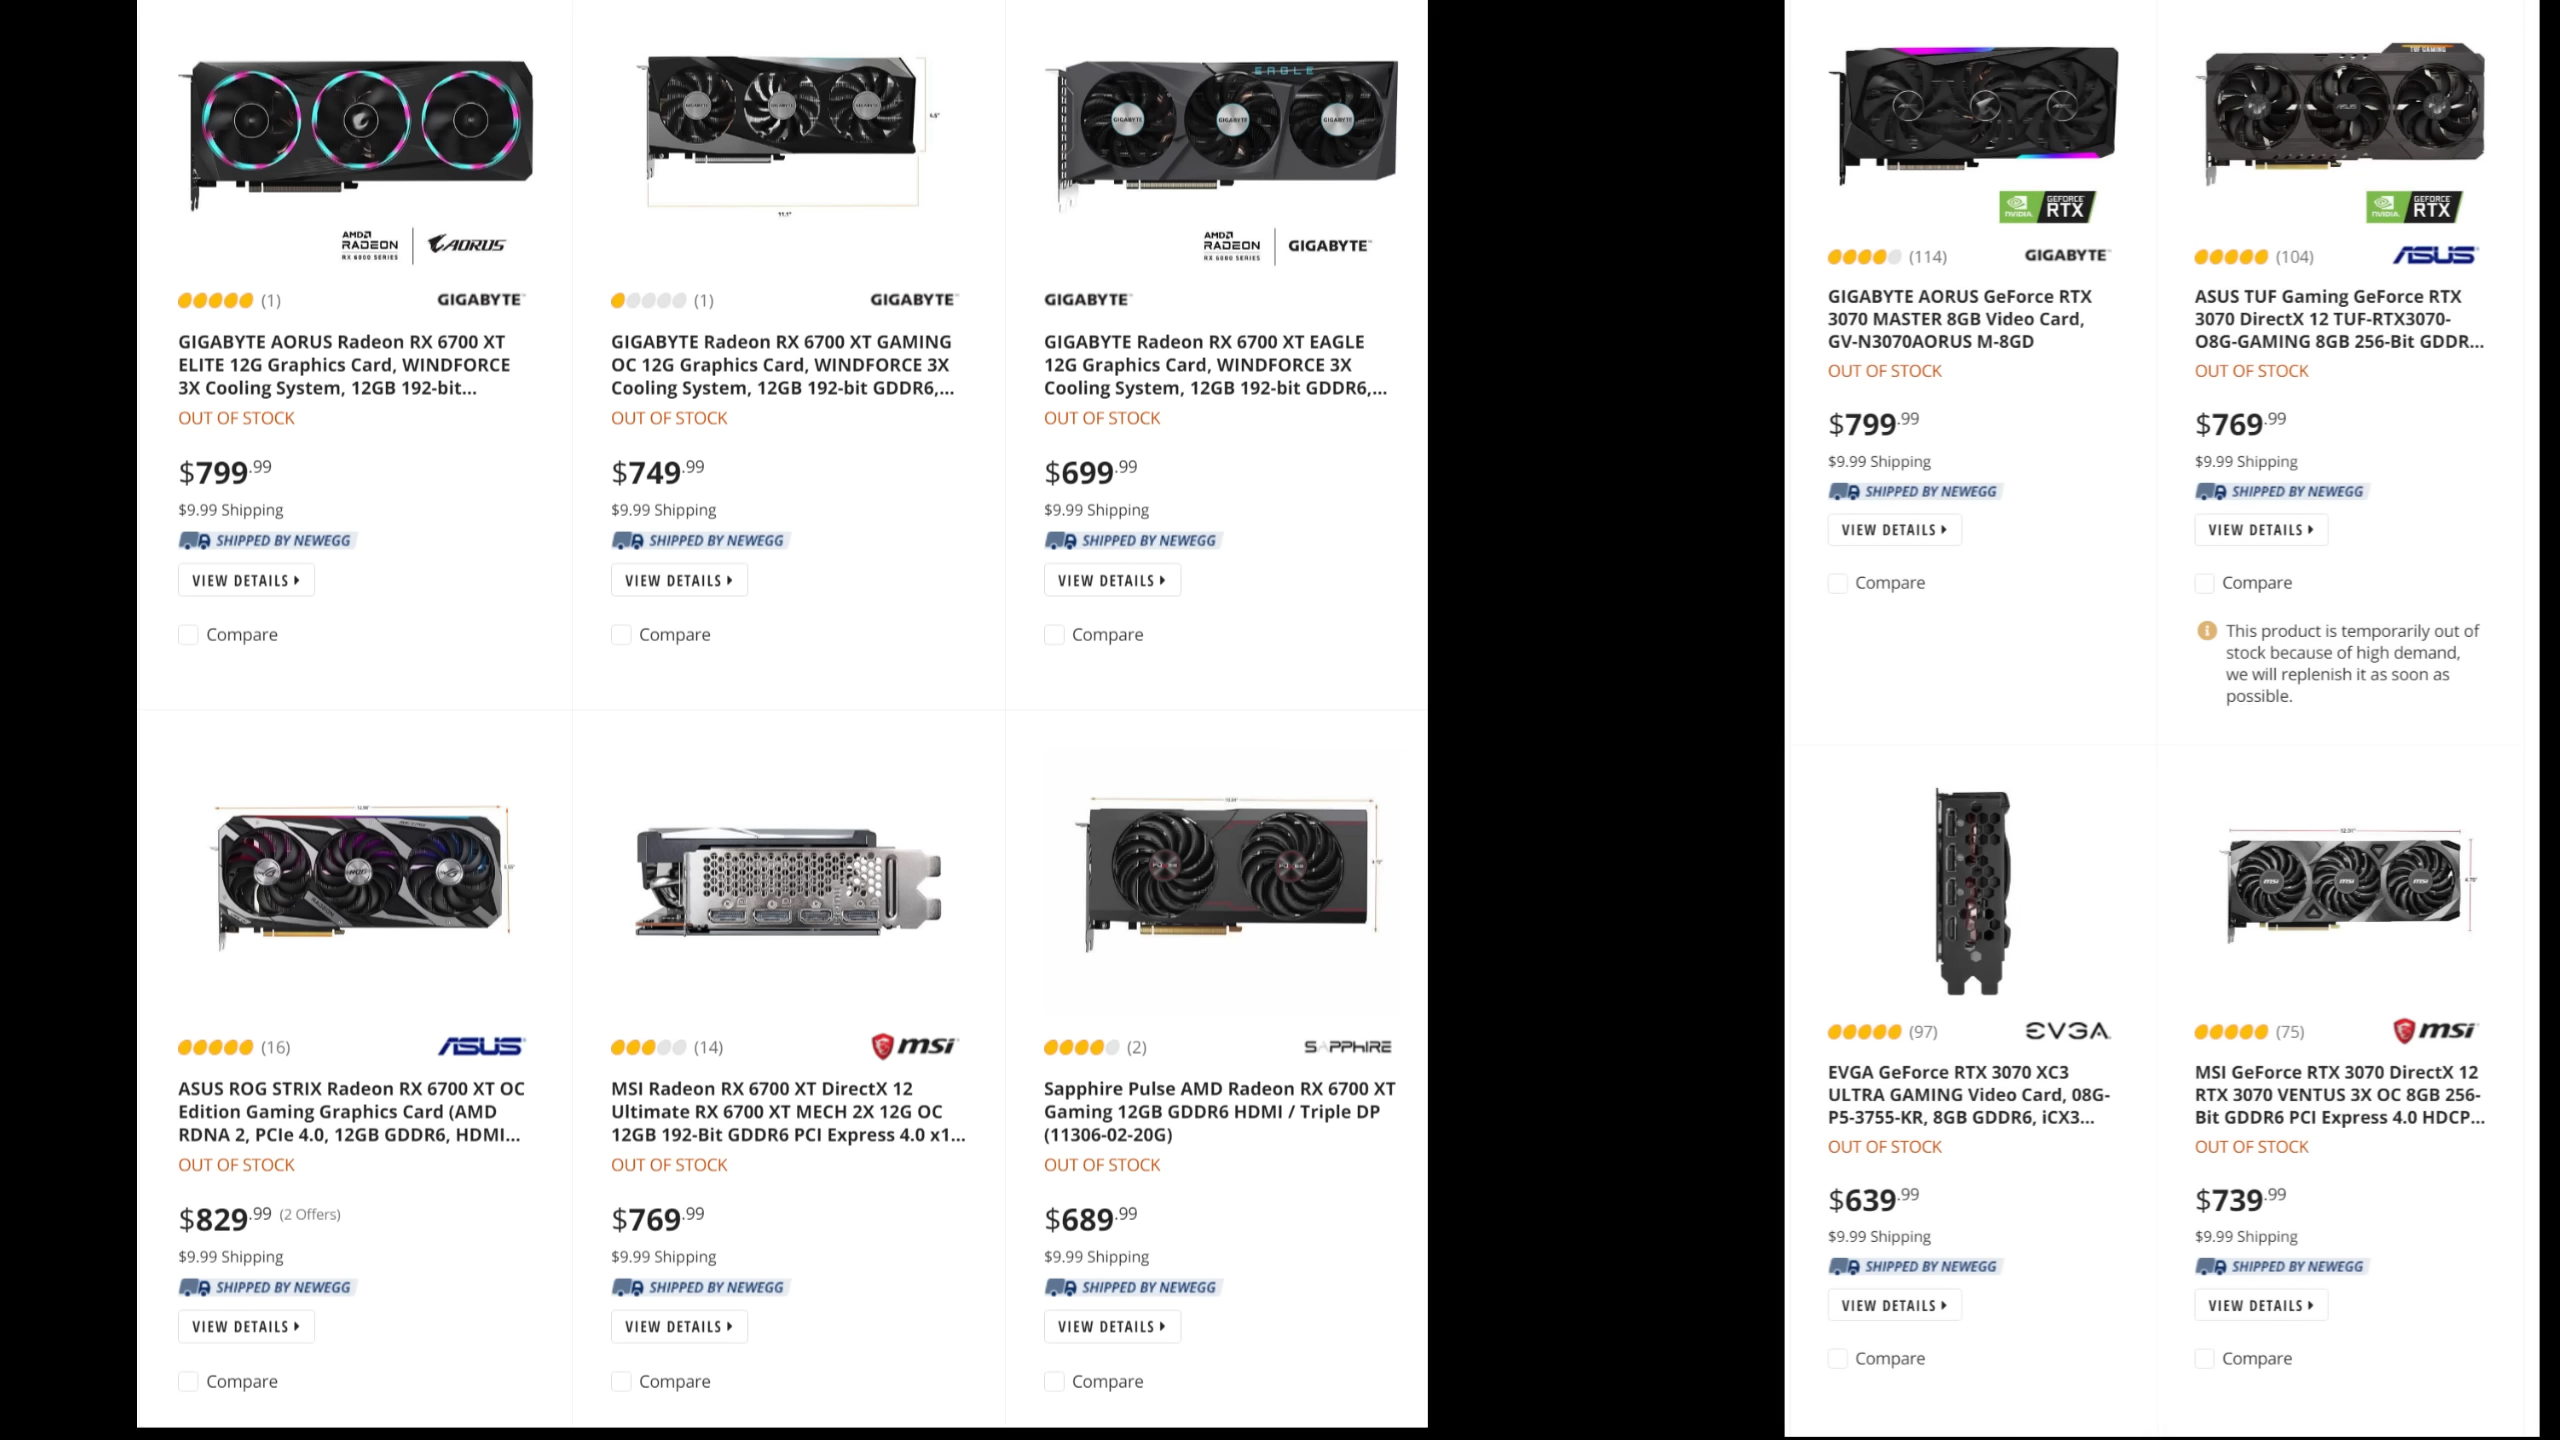 EAGLE
GIGABYTE GIGABYTE GIGABYTE
11.1"
AMD
RADEON
RX 6000 SERIES
AORUS
AMD
RADEON
RX 6000 SERIES
GIGABYTE™
(1) GIGABYTE™
GIGABYTE AORUS Radeon RX 6700 XT
ELITE 12G Graphics Card, WINDFORCE
3X Cooling System, 12GB 192-bit...
OUT OF STOCK
$799.99
$9.99 Shipping
SHIPPED BY NEWEGG
VIEW DETAILS
Compare
(1) GIGABYTE™
GIGABYTE Radeon RX 6700 XT GAMING
OC 12G Graphics Card, WINDFORCE 3X
Cooling System, 12GB 192-bit GDDR6,...
OUT OF STOCK
$749.99
$9.99 Shipping
SHIPPED BY NEWEGG
VIEW DETAILS
Compare
GIGABYTE™
GIGABYTE Radeon RX 6700 XT EAGLE
12G Graphics Card, WINDFORCE 3X
Cooling System, 12GB 192-bit GDDR6,...
OUT OF STOCK
$699.99
$9.99 Shipping
SHIPPED BY NEWEGG
VIEW DETAILS
Compare
(16) ASUS
ASUS ROG STRIX Radeon RX 6700 XT OC
Edition Gaming Graphics Card (AMD
RDNA 2, PCIe 4.0, 12GB GDDR6, HDMI...
OUT OF STOCK
$829.99 (2 Offers)
$9.99 Shipping
SHIPPED BY NEWEGG
VIEW DETAILS
Compare
(14) msi
MSI Radeon RX 6700 XT DirectX 12
Ultimate RX 6700 XT MECH 2X 12G OC
12GB 192-Bit GDDR6 PCI Express 4.0 x1...
OUT OF STOCK
$769.99
$9.99 Shipping
SHIPPED BY NEWEGG
VIEW DETAILS
Compare
(2) SAPPHIRE
Sapphire Pulse AMD Radeon RX 6700 XT
Gaming 12GB GDDR6 HDMI / Triple DP
(11306-02-20G)
OUT OF STOCK
$689.99
$9.99 Shipping
SHIPPED BY NEWEGG
VIEW DETAILS
Compare
NVIDIA GEFORCE RTX
(114) GIGABYTE™
GIGABYTE AORUS GeForce RTX
3070 MASTER 8GB Video Card,
GV-N3070AORUS M-8GD
OUT OF STOCK
$799.99
$9.99 Shipping
SHIPPED BY NEWEGG
VIEW DETAILS
Compare
TUF GAMING
NVIDIA GEFORCE RTX
(104) ASUS
ASUS TUF Gaming GeForce RTX
3070 DirectX 12 TUF-RTX3070-
O8G-GAMING 8GB 256-Bit GDDR...
OUT OF STOCK
$769.99
$9.99 Shipping
SHIPPED BY NEWEGG
VIEW DETAILS
Compare
This product is temporarily out of
stock because of high demand,
we will replenish it as soon as
possible.
(97) EVGA
EVGA GeForce RTX 3070 XC3
ULTRA GAMING Video Card, 08G-
P5-3755-KR, 8GB GDDR6, iCX3...
OUT OF STOCK
$639.99
$9.99 Shipping
SHIPPED BY NEWEGG
VIEW DETAILS
Compare
msi msi msi
(75) msi
MSI GeForce RTX 3070 DirectX 12
RTX 3070 VENTUS 3X OC 8GB 256-
Bit GDDR6 PCI Express 4.0 HDCP...
OUT OF STOCK
$739.99
$9.99 Shipping
SHIPPED BY NEWEGG
VIEW DETAILS
Compare